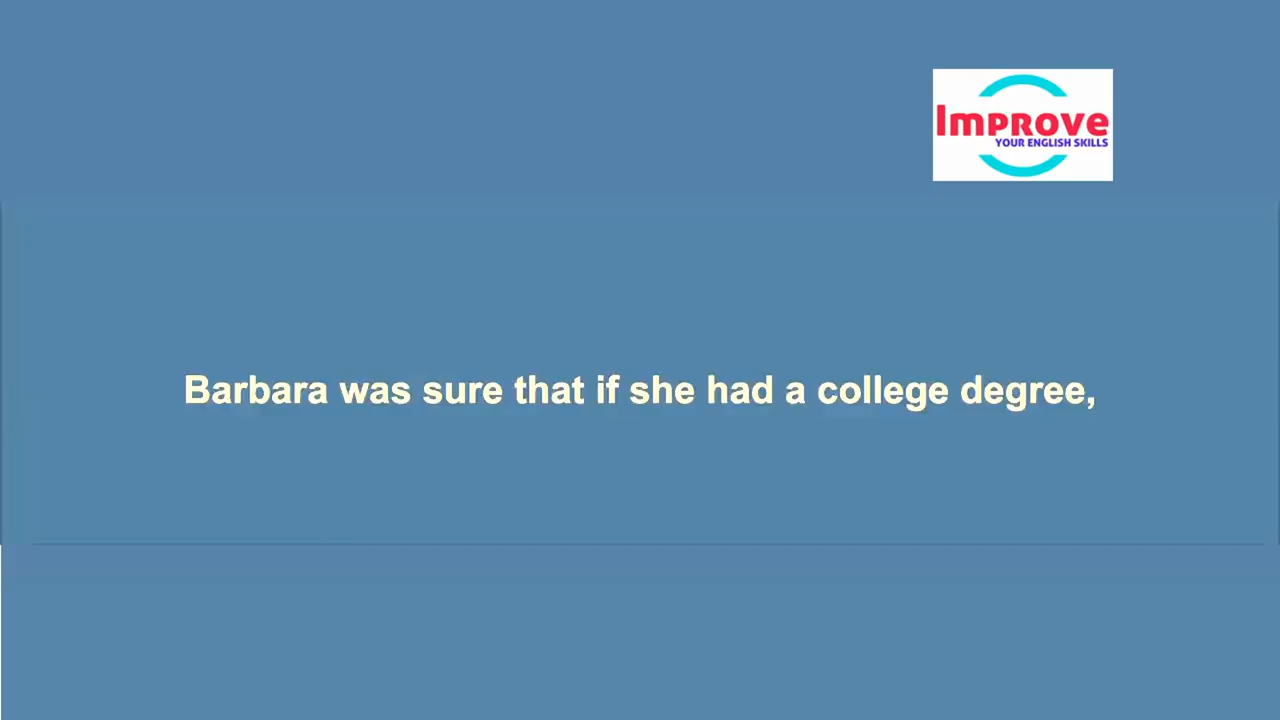 Improve
YOUR ENGLISH SKILLS
Barbara was sure that if she had a college degree,